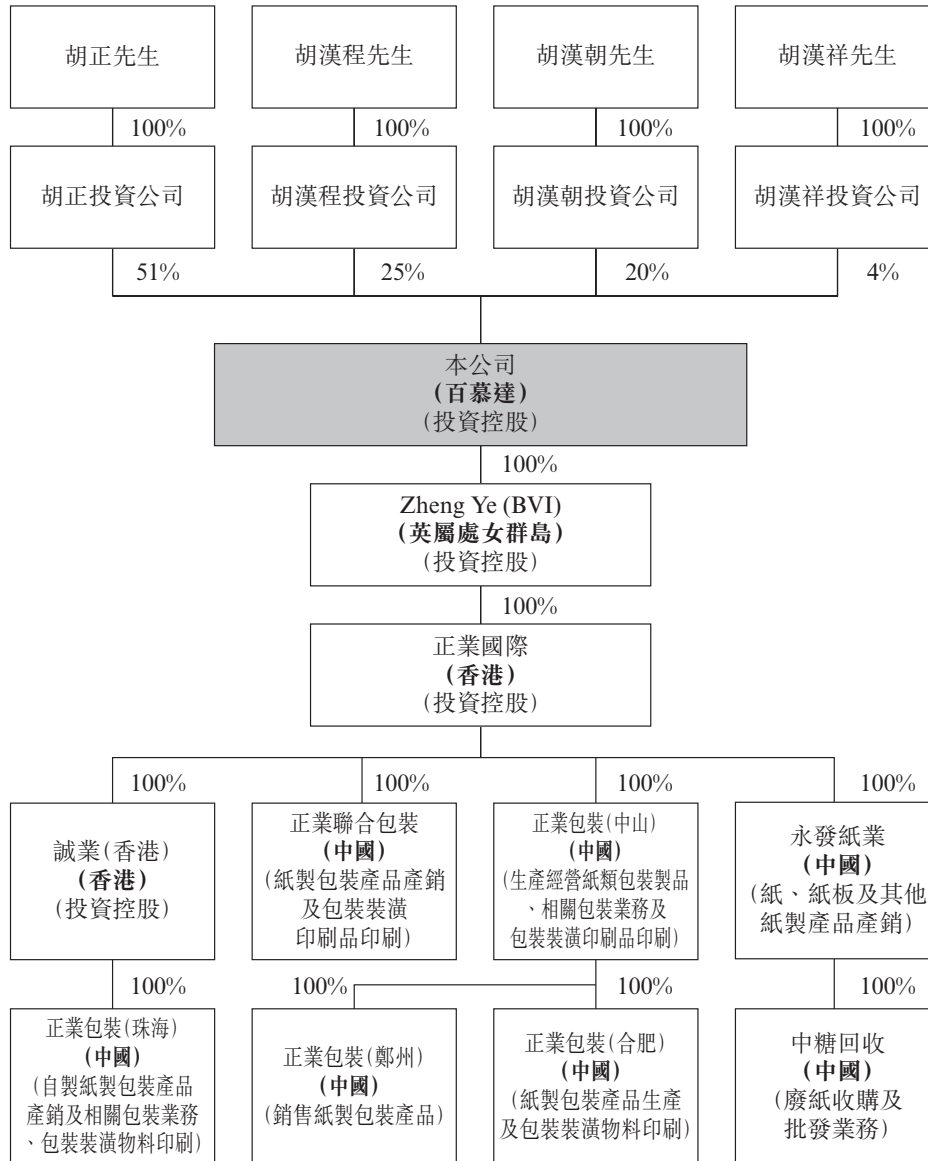 胡正先生
胡漢程先生
胡漢朝先生
胡漢祥先生
100%
100%
100%
100%
胡正投資公司
胡漢程投資公司
胡漢朝投資公司
胡漢祥投資公司
51%
25%
20%
4%
本公司
(百慕達)
(投資控股)
100%
Zheng Ye (BVI)
(英屬處女群島)
(投資控股)
100%
正業國際
(香港)
(投資控股)
100%
100%
100%
100%
誠業(香港)
(香港)
(投資控股)
正業聯合包裝
(中國)
(紙製包裝產品產銷
及包裝裝潢
印刷品印刷)
正業包裝(中山)
(中國)
(生產經營紙類包裝製品
、相關包裝業務及
包裝裝潢印刷品印刷)
永發紙業
(中國)
(紙、紙板及其他
紙製產品產銷)
100%
100%
100%
100%
正業包裝(珠海)
(中國)
(自製紙製包裝產品
產銷及相關包裝業務
、包裝裝潢物料印刷)
正業包裝(鄭州)
(中國)
(銷售紙製包裝產品)
正業包裝(合肥)
(中國)
(紙製包裝產品生產
及包裝裝潢物料印刷)
中糖回收
(中國)
(廢紙收購及
批發業務)